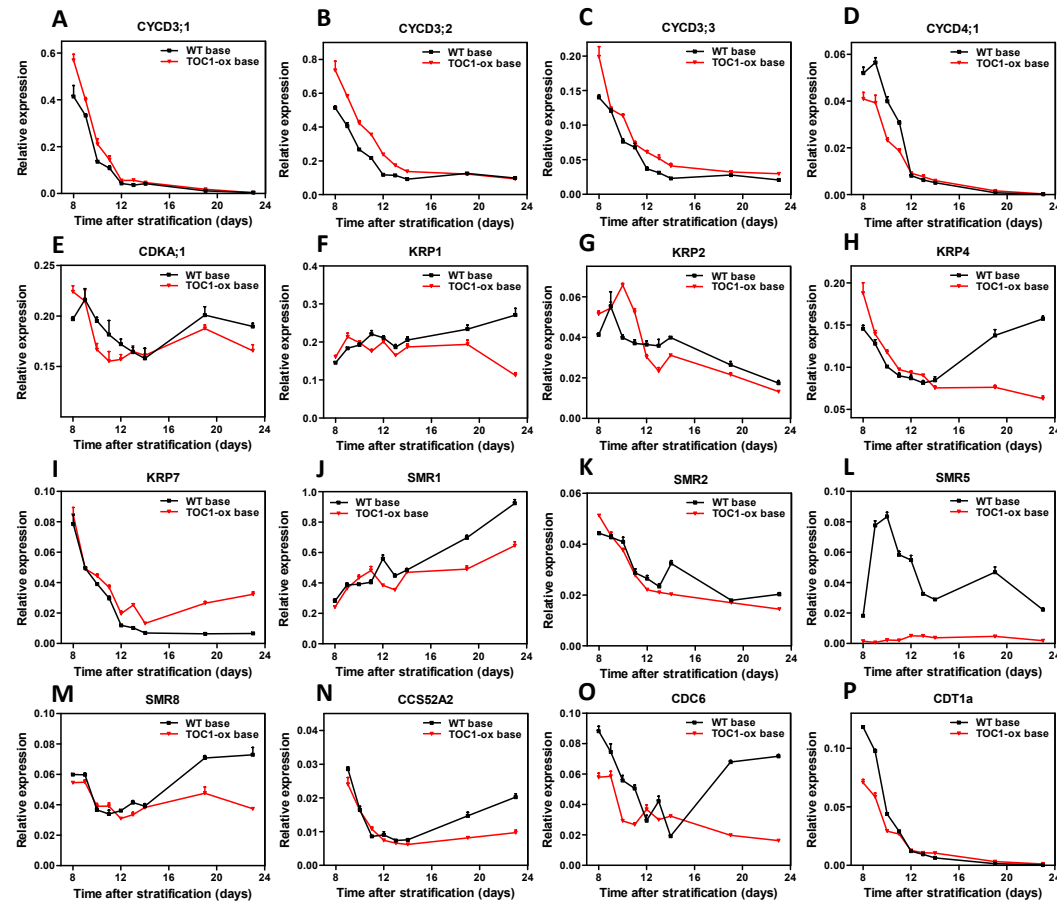 A
CYCD3;1
WT base
TOC1-ox base
Relative expression
0.6
0.4
0.2
0.0
8 12 16 20 24
Time after stratification (days)
B
CYCD3;2
WT base
TOC1-ox base
Relative expression
0.8
0.6
0.4
0.2
0.0
8 12 16 20 24
Time after stratification (days)
C
CYCD3;3
WT base
TOC1-ox base
Relative expression
0.20
0.15
0.10
0.05
0.00
8 12 16 20 24
Time after stratification (days)
D
CYCD4;1
WT base
TOC1-ox base
Relative expression
0.06
0.04
0.02
0.00
8 12 16 20 24
Time after stratification (days)
E
CDKA;1
WT base
TOC1-ox base
Relative expression
0.25
0.20
0.15
8 12 16 20 24
Time after stratification (days)
F
KRP1
WT base
TOC1-ox base
Relative expression
0.4
0.3
0.2
0.1
0.0
8 12 16 20 24
Time after stratification (days)
G
KRP2
WT base
TOC1-ox base
Relative expression
0.06
0.04
0.02
0.00
8 12 16 20 24
Time after stratification (days)
H
KRP4
WT base
TOC1-ox base
Relative expression
0.20
0.15
0.10
0.05
8 12 16 20 24
Time after stratification (days)
I
KRP7
WT base
TOC1-ox base
Relative expression
0.10
0.08
0.06
0.04
0.02
0.00
8 12 16 20 24
Time after stratification (days)
J
SMR1
WT base
TOC1-ox base
Relative expression
1.0
0.8
0.6
0.4
0.2
0.0
8 12 16 20 24
Time after stratification (days)
K
SMR2
WT base
TOC1-ox base
Relative expression
0.06
0.04
0.02
0.00
8 12 16 20 24
Time after stratification (days)
L
SMR5
WT base
TOC1-ox base
Relative expression
0.10
0.08
0.06
0.04
0.02
0.00
8 12 16 20 24
Time after stratification (days)
M
SMR8
WT base
TOC1-ox base
Relative expression
0.10
0.08
0.06
0.04
0.02
0.00
8 12 16 20 24
Time after stratification (days)
N
CCS52A2
WT base
TOC1-ox base
Relative expression
0.04
0.03
0.02
0.01
0.00
8 12 16 20 24
Time after stratification (days)
O
CDC6
WT base
TOC1-ox base
Relative expression
0.10
0.08
0.06
0.04
0.02
0.00
8 12 16 20 24
Time after stratification (days)
P
CDT1a
WT base
TOC1-ox base
Relative expression
0.10
0.05
0.00
8 12 16 20 24
Time after stratification (days)